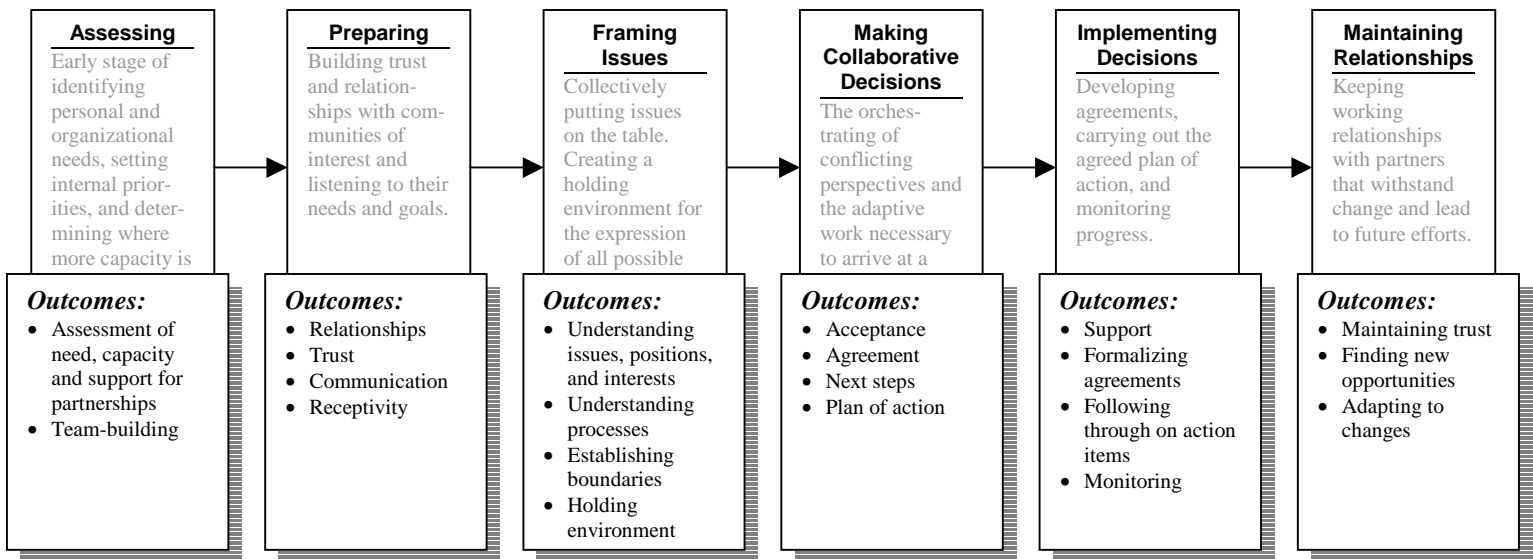 Assessing
Early stage of
identifying
personal and
organizational
needs, setting
internal prior-
ities, and deter-
mining where
more capacity is
Outcomes:
• Assessment of
need, capacity
and support for
partnerships
• Team-building
Preparing
Building trust
and relation-
ships with com-
munities of
interest and
listening to their
needs and goals.
Outcomes:
• Relationships
• Trust
• Communication
• Receptivity
Framing
Issues
Collectively
putting issues
on the table.
Creating a
holding
environment for
the expression
of all possible
Outcomes:
• Understanding
issues, positions,
and interests
• Understanding
processes
• Establishing
boundaries
• Holding
environment
Making
Collaborative
Decisions
The orches-
trating of
conflicting
perspectives and
the adaptive
work necessary
to arrive at a
Outcomes:
• Acceptance
• Agreement
• Next steps
• Plan of action
Implementing
Decisions
Developing
agreements,
carrying out the
agreed plan of
action, and
monitoring
progress.
Outcomes:
• Support
• Formalizing
agreements
• Following
through on action
items
• Monitoring
Maintaining
Relationships
Keeping
working
relationships
with partners
that withstand
change and lead
to future efforts.
Outcomes:
• Maintaining trust
• Finding new
opportunities
• Adapting to
changes